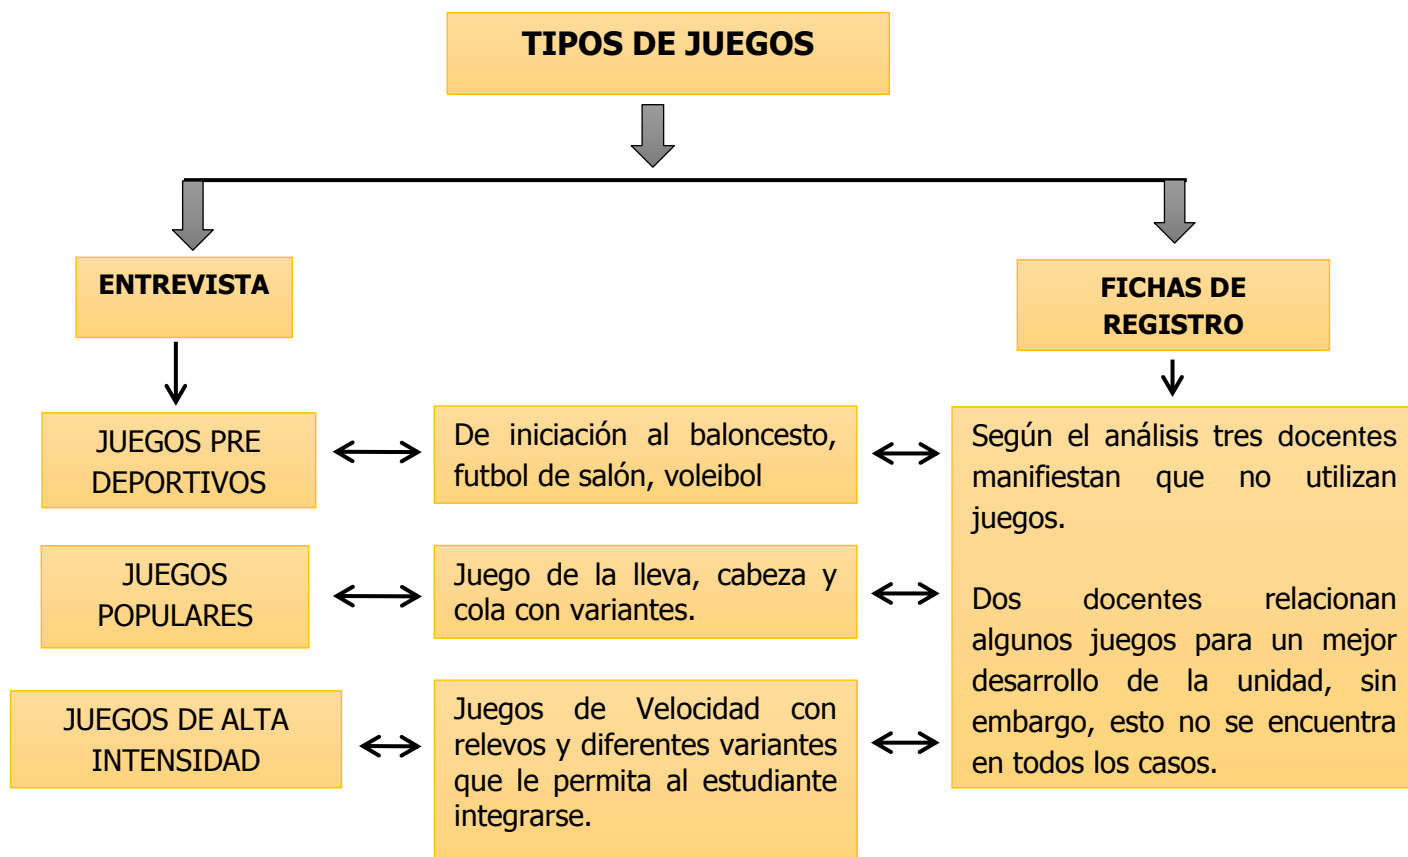 TIPOS DE JUEGOS
ENTREVISTA
FICHAS DE
REGISTRO
JUEGOS PRE
DEPORTIVOS
De iniciación al baloncesto,
futbol de salón, voleibol
JUEGOS
POPULARES
Juego de la lleva, cabeza y
cola con variantes.
JUEGOS DE ALTA
INTENSIDAD
Juegos de Velocidad con
relevos y diferentes variantes
que le permita al estudiante
integrarse.
Según el análisis tres docentes
manifiestan que no utilizan
juegos.
Dos docentes relacionan
algunos juegos para un mejor
desarrollo de la unidad, sin
embargo, esto no se encuentra
en todos los casos.